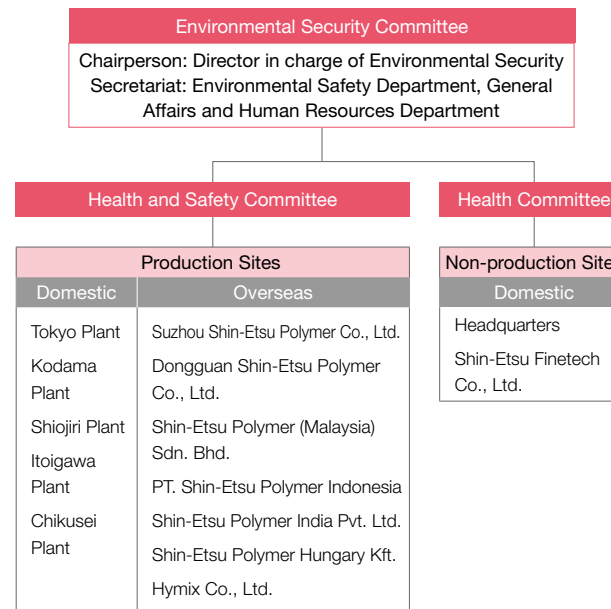 Environmental Security Committee
Chairperson: Director in charge of Environmental Security
Secretariat: Environmental Safety Department, General
Affairs and Human Resources Department
Health and Safety Committee
Production Sites
Domestic
Tokyo Plant
Kodama
Plant
Shiojiri Plant
Itoigawa
Plant
Chikusei
Plant
Overseas
Suzhou Shin-Etsu Polymer Co., Ltd.
Dongguan Shin-Etsu Polymer
Co., Ltd.
Shin-Etsu Polymer (Malaysia)
Sdn. Bhd.
PT. Shin-Etsu Polymer Indonesia
Shin-Etsu Polymer India Pvt. Ltd.
Shin-Etsu Polymer Hungary Kft.
Hymix Co., Ltd.
Health Committee
Non-production Site
Domestic
Headquarters
Shin-Etsu Finetech
Co., Ltd.